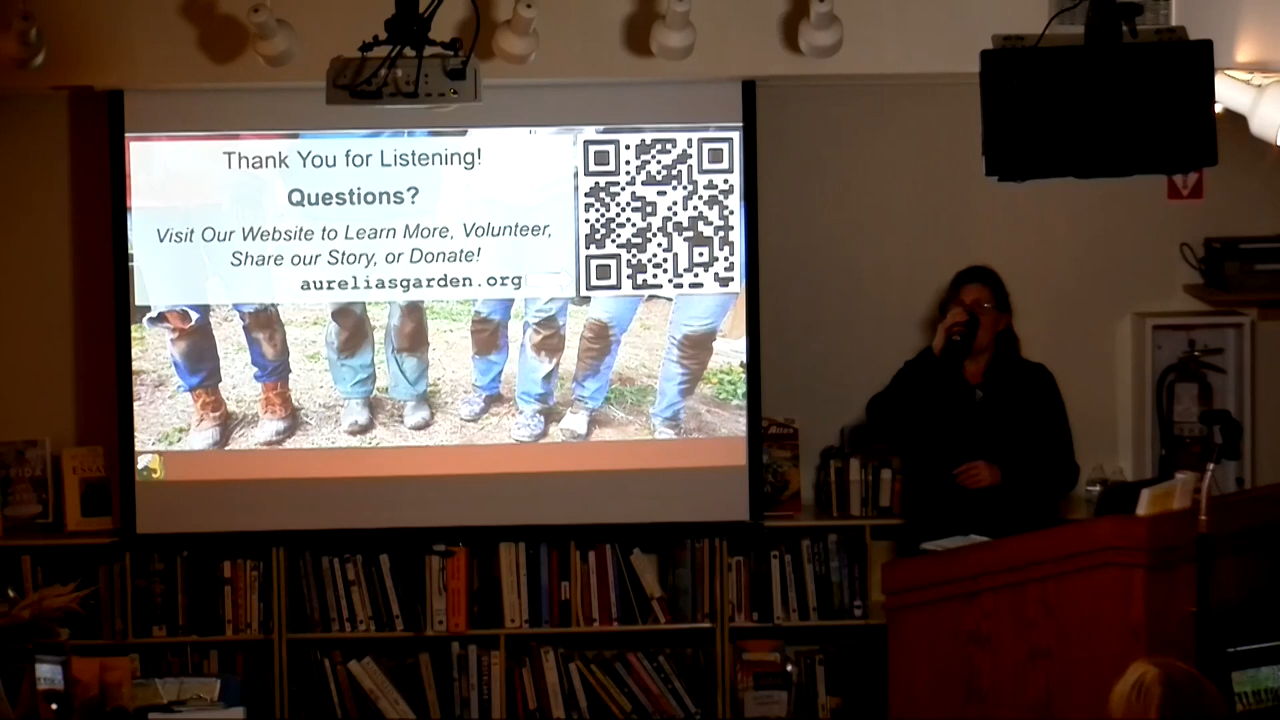 Thank You for Listening!
Questions?
Visit Our Website to Learn More, Volunteer,
Share our Story, or Donate!
aureliasgarden.org